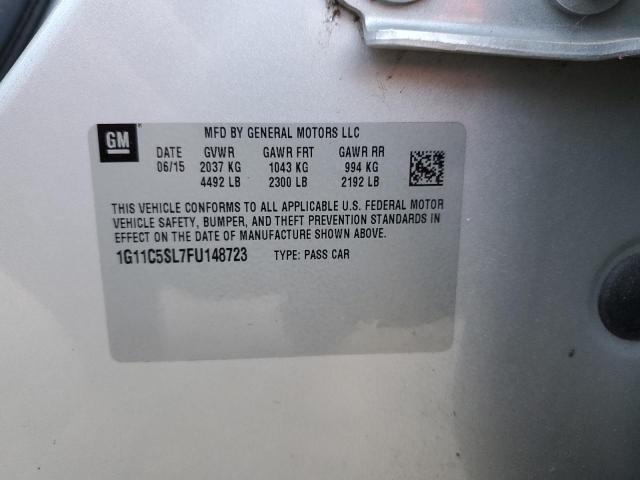 GM
MFD BY GENERAL MOTORS LLC
DATE GVWR GAWR FRT GAWR RR
06/15 2037 KG 1043 KG 994 KG
4492 LB 2300 LB 2192 LB
THIS VEHICLE CONFORMS TO ALL APPLICABLE U.S. FEDERAL MOTOR
VEHICLE SAFETY, BUMPER, AND THEFT PREVENTION STANDARDS IN
EFFECT ON THE DATE OF MANUFACTURE SHOWN ABOVE.
1G11C5SL7FU148723 TYPE: PASS CAR